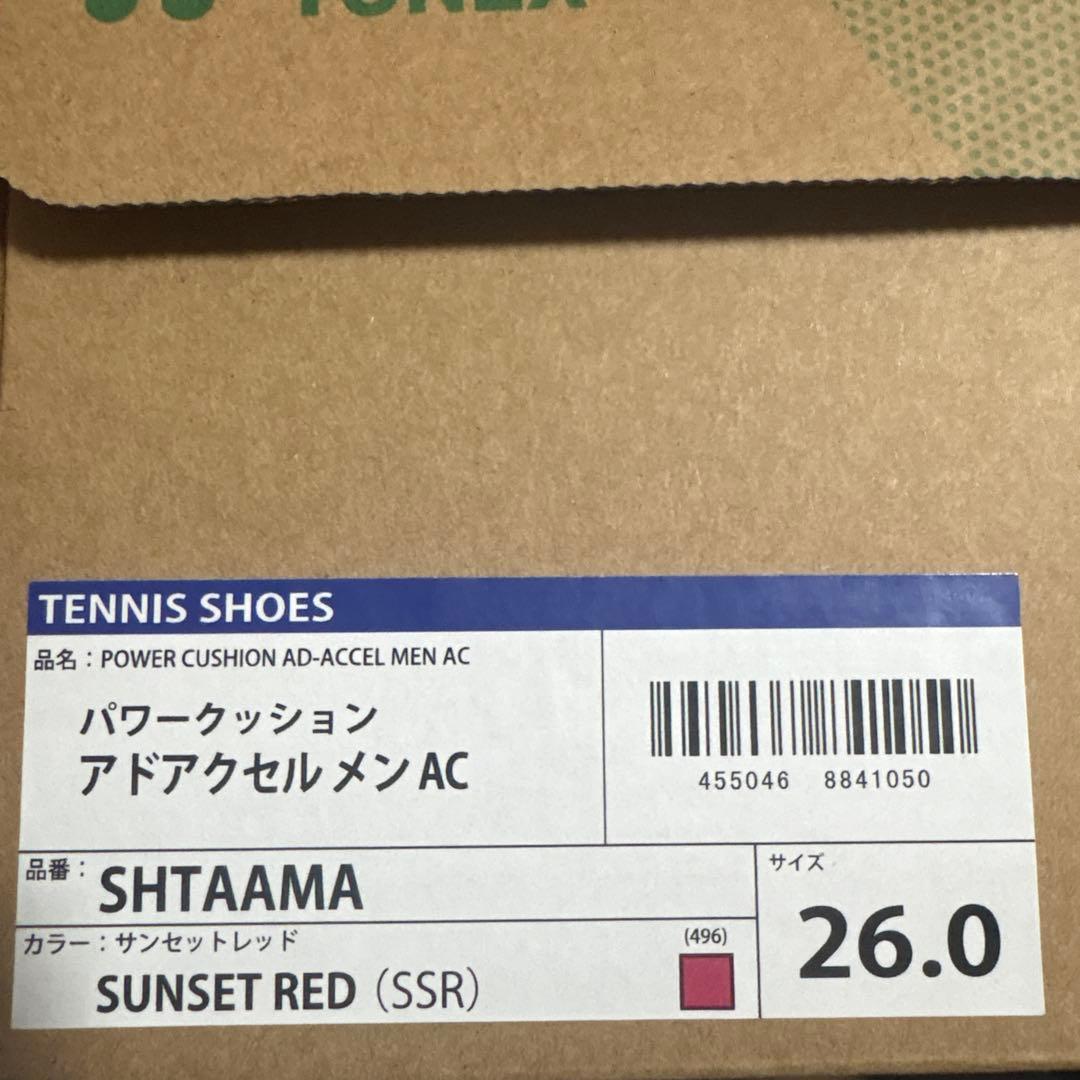 YONEX
TENNIS SHOES
品名：POWER CUSHION AD-ACCEL MEN AC
パワークッション
アドアクセル メン AC
455046 8841050
品番：
SHTAAMA
サイズ
26.0
カラー：サンセットレッド
(496)
SUNSET RED（SSR）